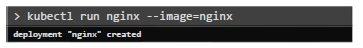 > kubectl run nginx --image=nginx
deployment "nginx" created